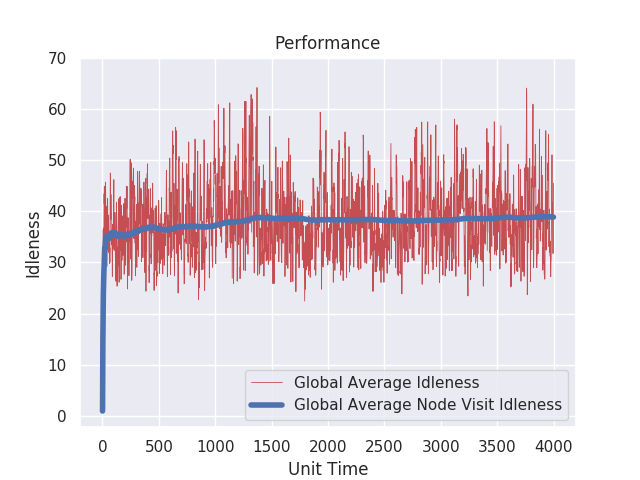 Performance
70
60
50
40
30
20
10
0
Idleness
Global Average Idleness
Global Average Node Visit Idleness
0 500 1000 1500 2000 2500 3000 3500 4000
Unit Time